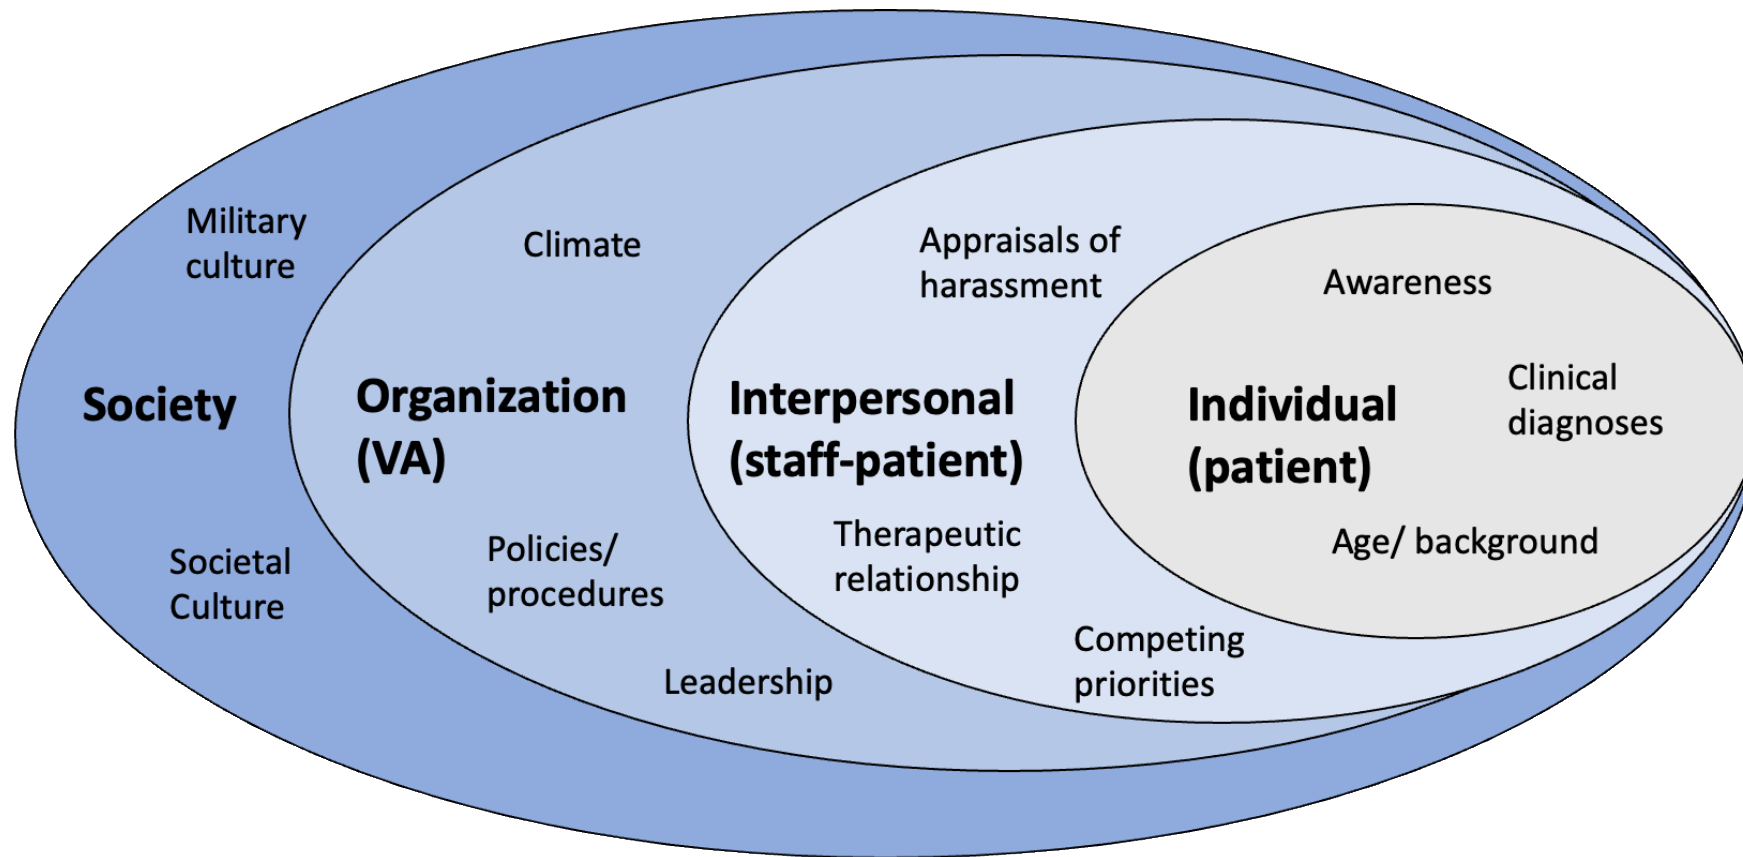 Military
culture
Society
Societal
Culture
Climate
Organization
(VA)
Policies/
procedures
Leadership
Appraisals of
harassment
Interpersonal
(staff-patient)
Therapeutic
relationship
Competing
priorities
Awareness
Individual
(patient)
Clinical
diagnoses
Age/ background